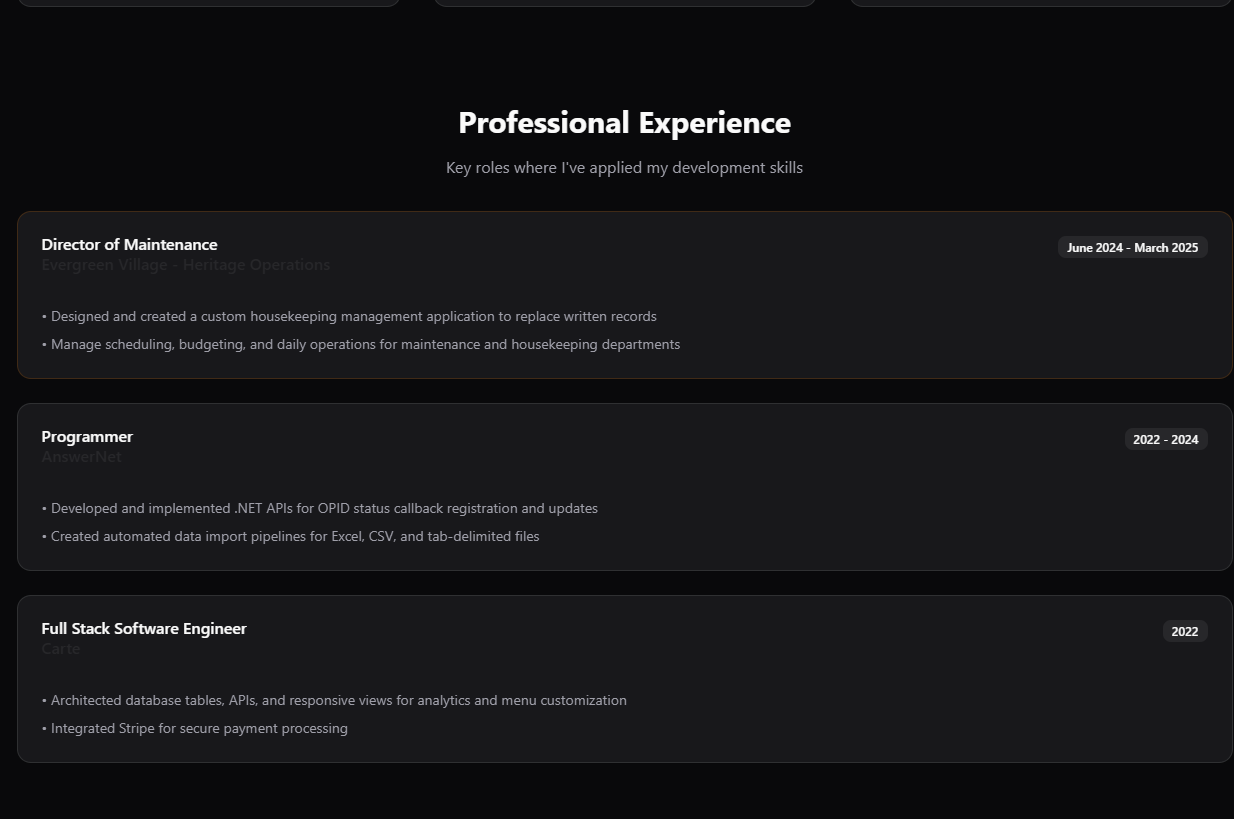 Professional Experience
Key roles where I've applied my development skills
Director of Maintenance
June 2024 - March 2025
Evergreen Village - Heritage Operations
• Designed and created a custom housekeeping management application to replace written records
• Manage scheduling, budgeting, and daily operations for maintenance and housekeeping departments
Programmer
2022 - 2024
AnswerNet
• Developed and implemented .NET APIs for OPID status callback registration and updates
• Created automated data import pipelines for Excel, CSV, and tab-delimited files
Full Stack Software Engineer
2022
Carte
• Architected database tables, APIs, and responsive views for analytics and menu customization
• Integrated Stripe for secure payment processing